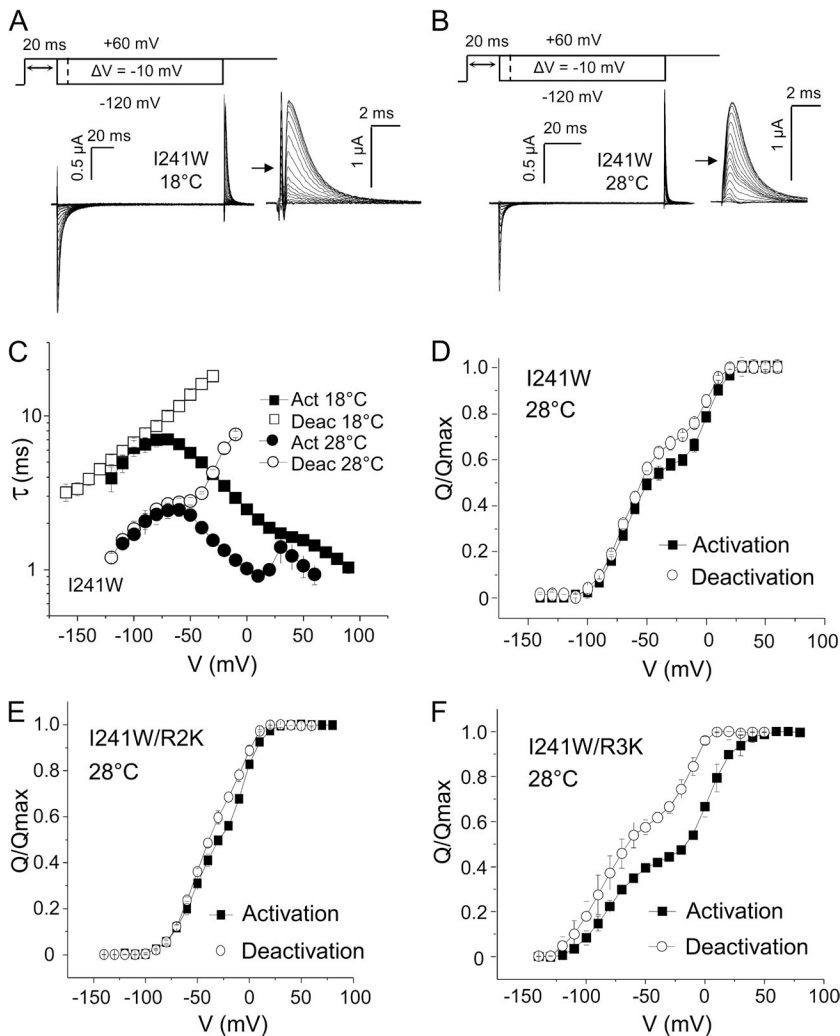 A
20 ms
+60 mV
ΔV = -10 mV
-120 mV
20 ms
0.5 μA
I241W
18°C
2 ms
1 μA
B
20 ms
+60 mV
ΔV = -10 mV
-120 mV
20 ms
0.5 μA
I241W
28°C
2 ms
1 μA
C
τ (ms)
10
1
Act 18°C
Deac 18°C
Act 28°C
Deac 28°C
I241W
-150 -100 -50 0 50 100
V (mV)
D
I241W
28°C
Q/Qmax
1.0
0.8
0.6
0.4
0.2
0
Activation
Deactivation
-150 -100 -50 0 50 100
V (mV)
E
I241W/R2K
28°C
Q/Qmax
1.0
0.8
0.6
0.4
0.2
0
Activation
Deactivation
-150 -100 -50 0 50 100
V (mV)
F
I241W/R3K
28°C
Q/Qmax
1.0
0.8
0.6
0.4
0.2
0
Activation
Deactivation
-150 -100 -50 0 50
V (mV)